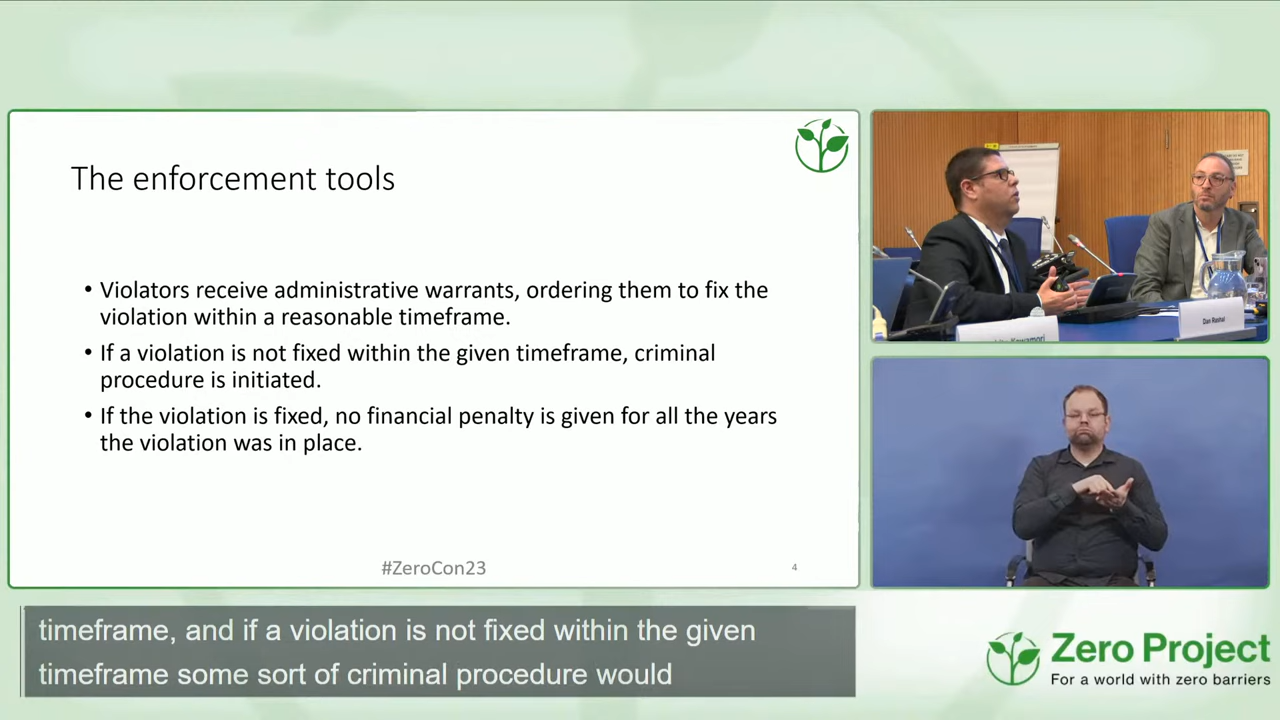 The enforcement tools
• Violators receive administrative warrants, ordering them to fix the
violation within a reasonable timeframe.
• If a violation is not fixed within the given timeframe, criminal
procedure is initiated.
• If the violation is fixed, no financial penalty is given for all the years
the violation was in place.
#ZeroCon23
4
Kawamori
Dan Rashal
timeframe, and if a violation is not fixed within the given
timeframe some sort of criminal procedure would
Zero Project
For a world with zero barriers